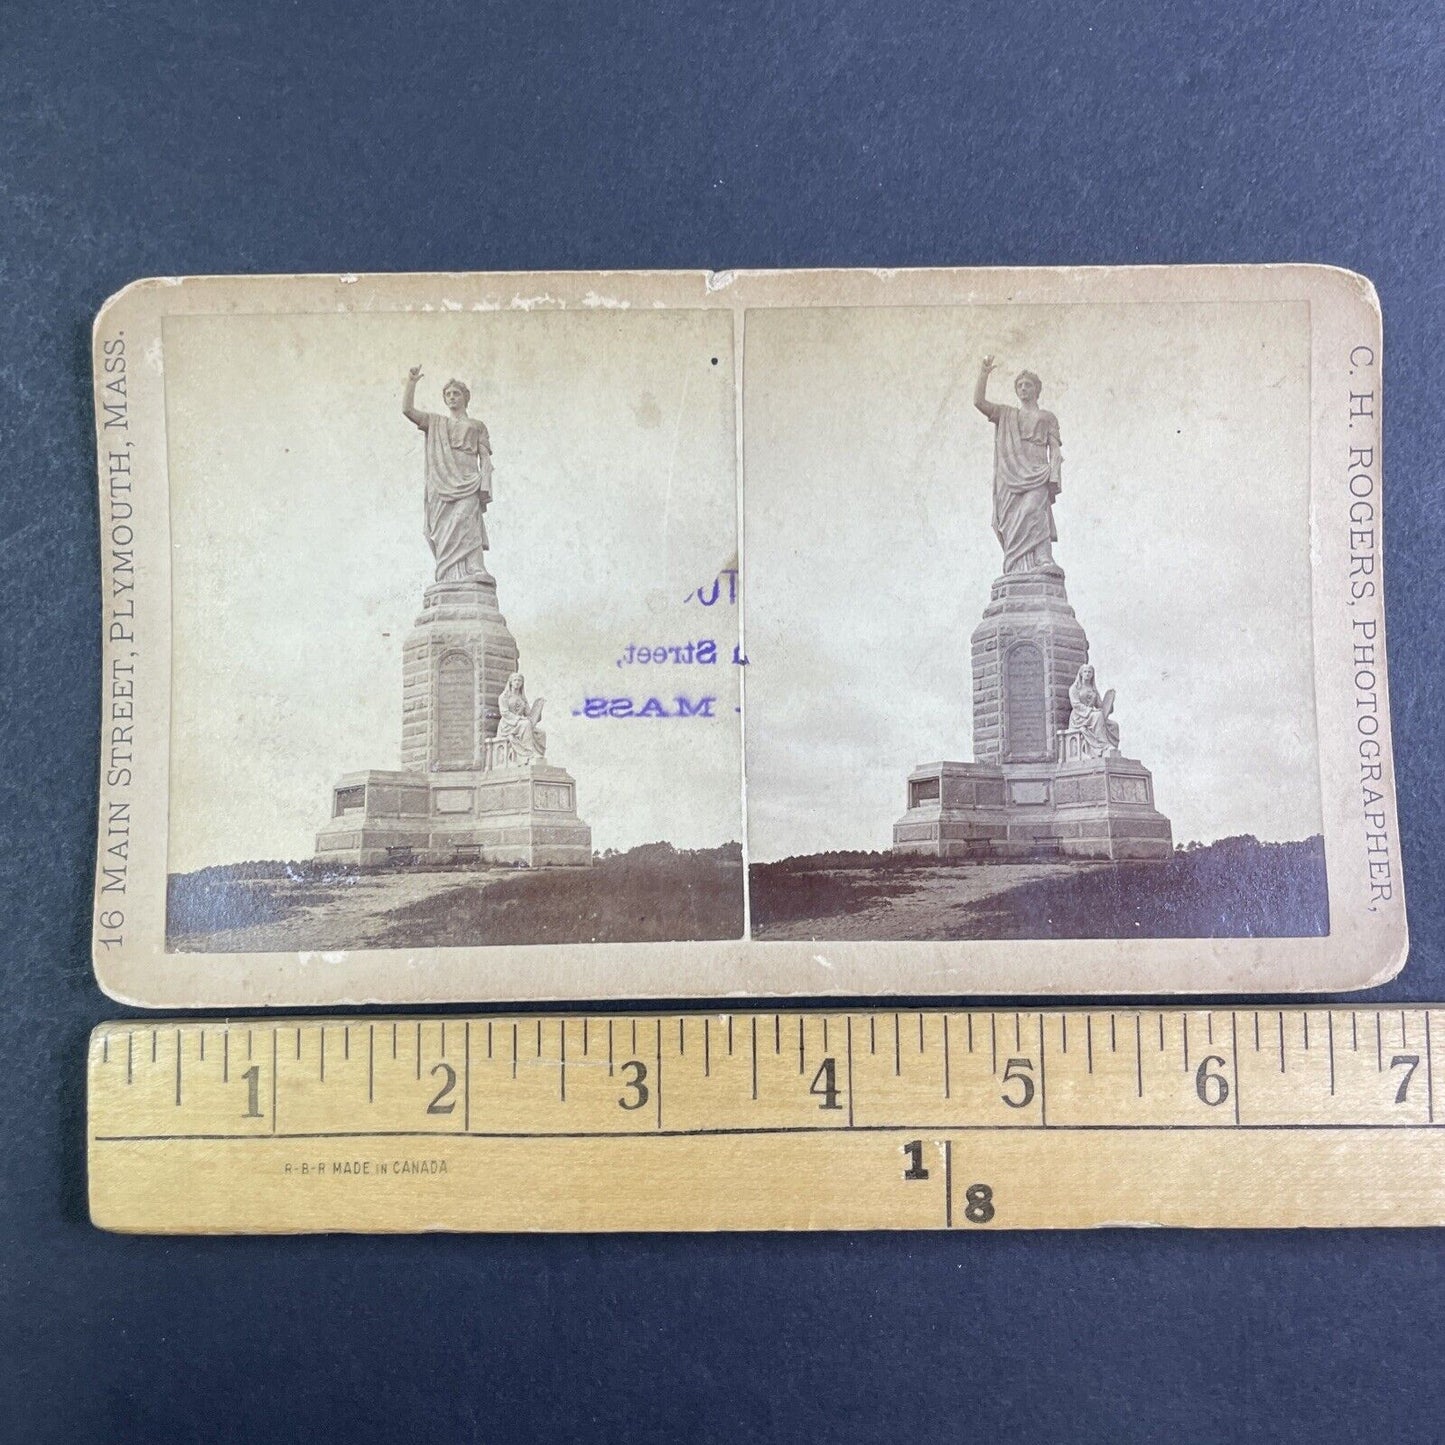 16 MAIN STREET, PLYMOUTH, MASS.
C. H. ROGERS, PHOTOGRAPHER,
Street,
MASS.
1 2 3 4 5 6 7
R-B-R MADE IN CANADA
1
8